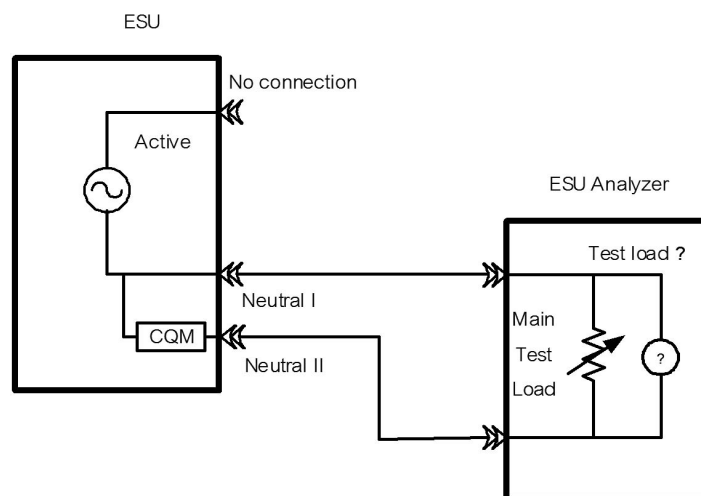 ESU
No connection
Active
ESU Analyzer
Test load ?
Neutral I
CQM
Neutral II
Main
Test
Load
?